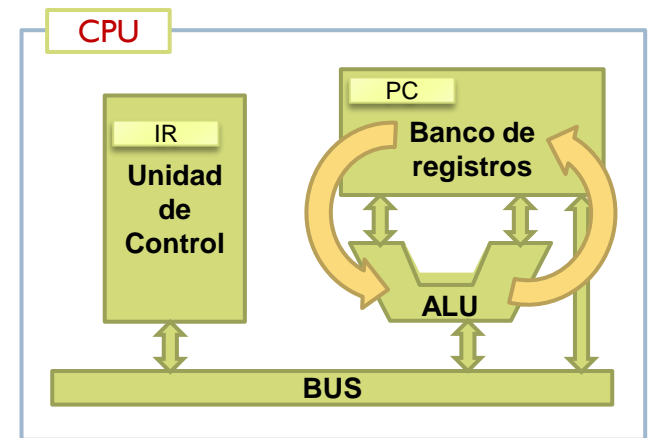 CPU
IR
Unidad
de
Control
PC
Banco de
registros
ALU
BUS